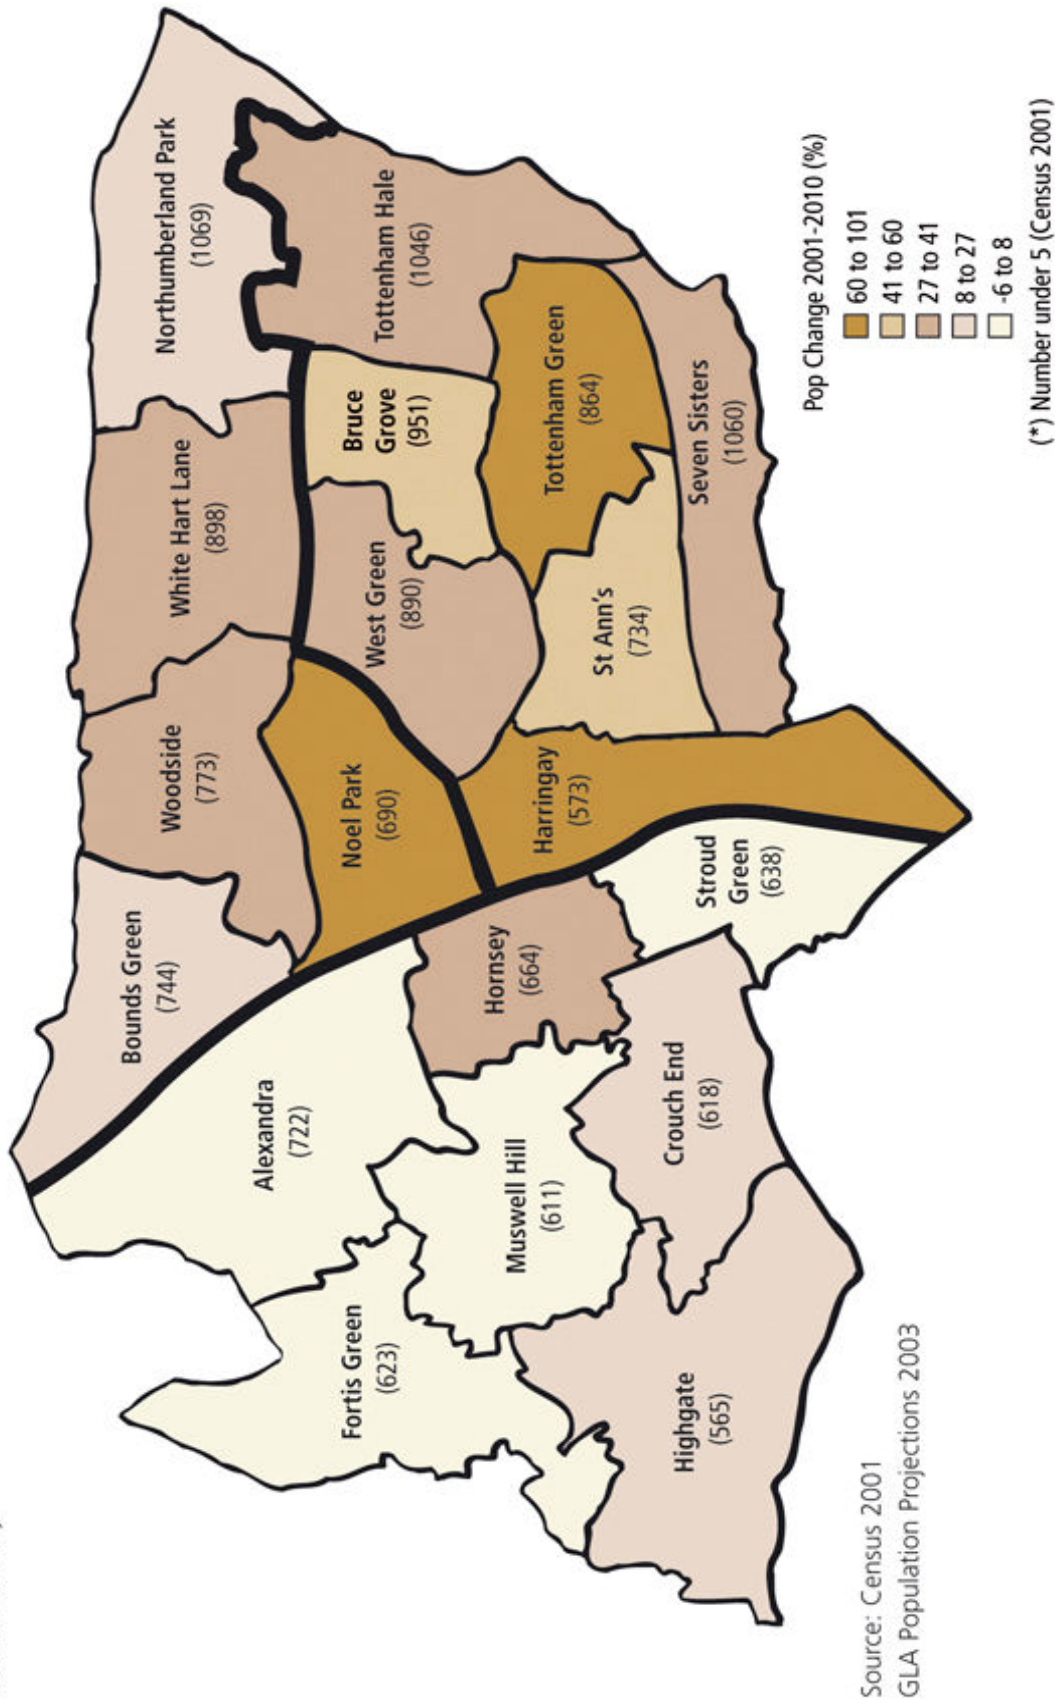 Northumberland Park
(1069)
White Hart Lane
(898)
Woodside
(773)
Bounds Green
(744)
Tottenham Hale
(1046)
Bruce
Grove
(951)
West Green
(890)
Noel Park
(690)
Alexandra
(722)
Fortis Green
(623)
Tottenham Green
(864)
St Ann's
(734)
Harringay
(573)
Hornsey
(664)
Muswell Hill
(611)
Seven Sisters
(1060)
Stroud
Green
(638)
Crouch End
(618)
Highgate
(565)
Pop Change 2001-2010 (%)
60 to 101
41 to 60
27 to 41
8 to 27
-6 to 8
(*) Number under 5 (Census 2001)
Source: Census 2001
GLA Population Projections 2003